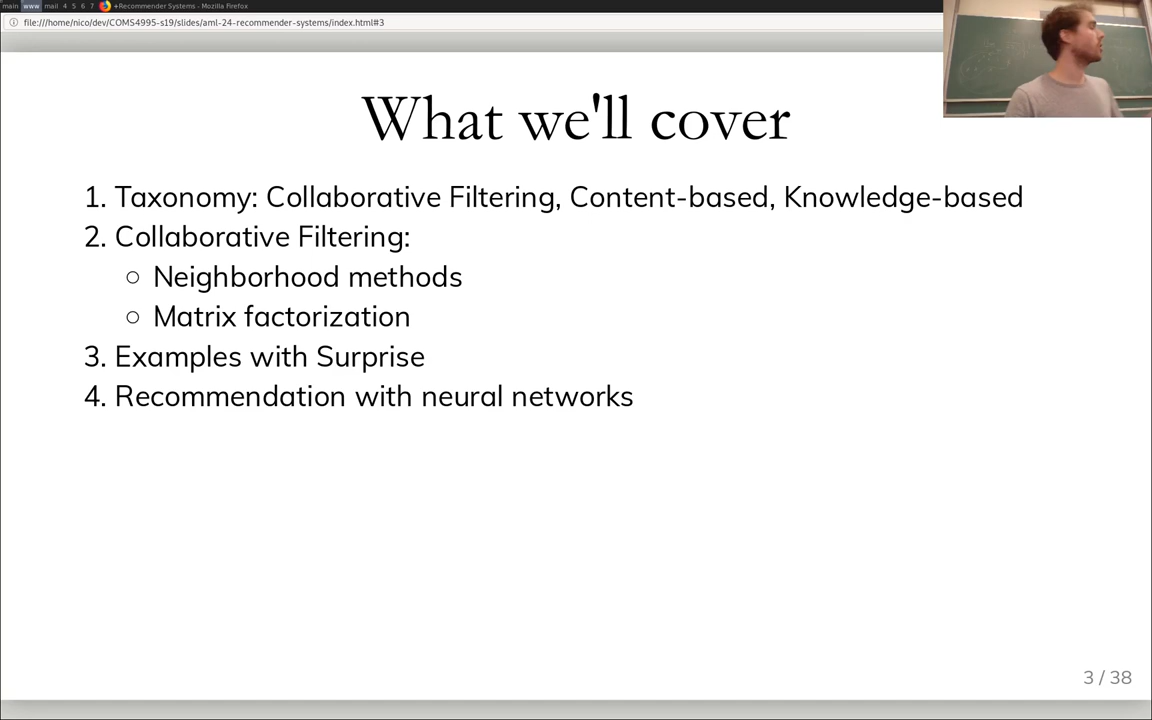 main www mail 4 5 6 7 +Recommender Systems - Mozilla Firefox
file:///home/nico/dev/COMS4995-s19/slides/aml-24-recommender-systems/index.html#3
What we'll cover
1. Taxonomy: Collaborative Filtering, Content-based, Knowledge-based
2. Collaborative Filtering:
○ Neighborhood methods
○ Matrix factorization
3. Examples with Surprise
4. Recommendation with neural networks
3 / 38